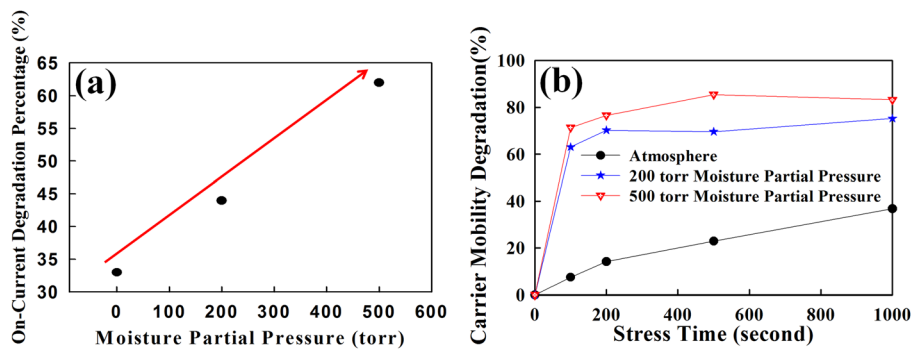 (a)
On-Current Degradation Percentage (%)
65
60
55
50
45
40
35
30
0 100 200 300 400 500 600
Moisture Partial Pressure (torr)
(b)
Carrier Mobility Degradation(%)
100
80
60
40
20
0
Atmosphere
200 torr Moisture Partial Pressure
500 torr Moisture Partial Pressure
0 200 400 600 800 1000
Stress Time (second)